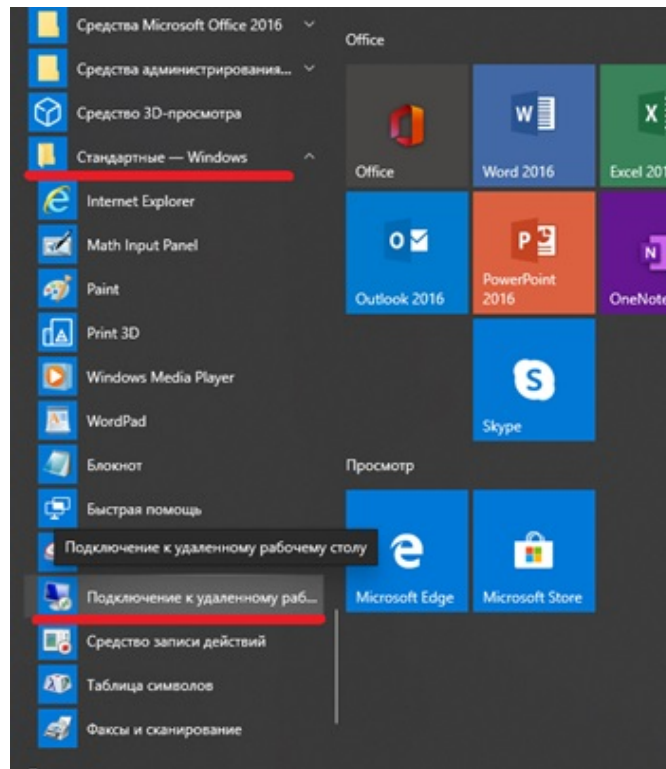 Средства Microsoft Office 2016
Средства администрирования...
Средство 3D-просмотра
Стандартные — Windows
Internet Explorer
Math Input Panel
Paint
Print 3D
Windows Media Player
WordPad
Блокнот
Быстрая помощь
Подключение к удаленному рабочему столу
Подключение к удаленному раб...
Средство записи действий
Таблица символов
Факсы и сканирование
Office
Office
Word 2016
Excel 201
Outlook 2016
PowerPoint
2016
OneNote
Skype
Просмотр
Microsoft Edge
Microsoft Store